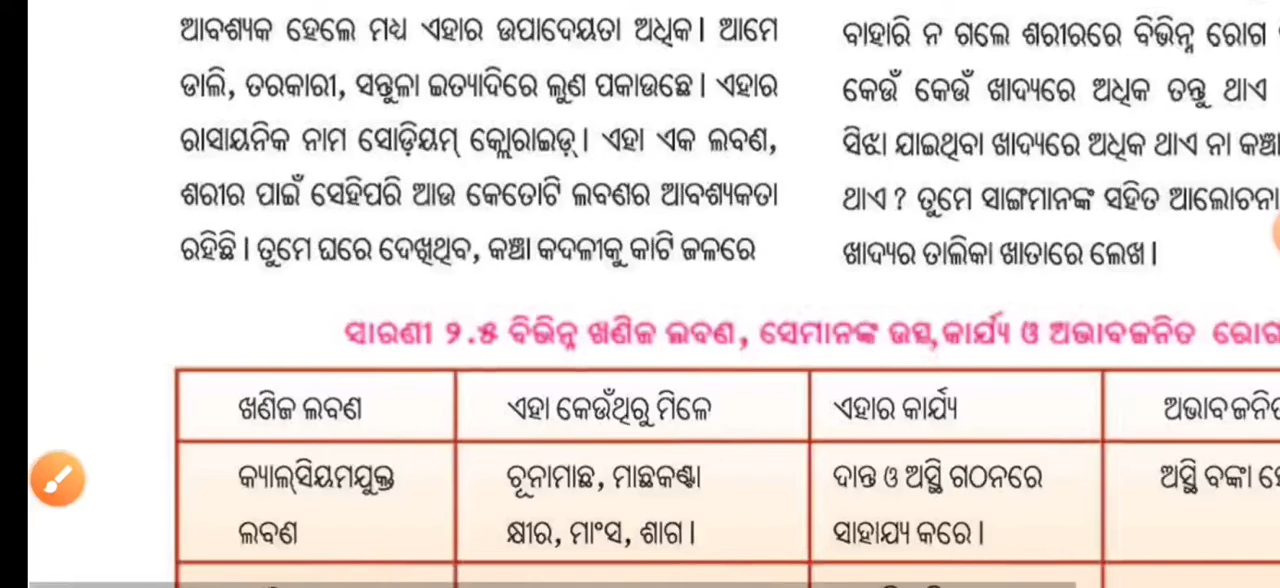 ଆବଶ୍ୟକ ହେଲେ ମଧ୍ୟ ଏହାର ଉପାଦେୟତା ଅଧିକ। ଆମେ
ଡାଲି, ତରକାରୀ, ସନ୍ତୁଳା ଇତ୍ୟାଦିରେ ଲୁଣ ପକାଉଛେ। ଏହାର
ରାସାୟନିକ ନାମ ସୋଡ଼ିୟମ୍ କ୍ଲୋରାଇଡ୍। ଏହା ଏକ ଲବଣ,
ଶରୀର ପାଇଁ ସେହିପରି ଆଉ କେତୋଟି ଲବଣର ଆବଶ୍ୟକତା
ରହିଛି। ତୁମେ ଘରେ ଦେଖିଥିବ, କଞ୍ଚା କଦଳୀକୁ କାଟି ଜଳରେ
ବାହାରି ନ ଗଲେ ଶରୀରରେ ବିଭିନ୍ନ ରୋଗ
କେଉଁ କେଉଁ ଖାଦ୍ୟରେ ଅଧିକ ତନ୍ତୁ ଥାଏ
ସିଝା ଯାଇଥିବା ଖାଦ୍ୟରେ ଅଧିକ ଥାଏ ନା କଞ୍ଚା
ଥାଏ ? ତୁମେ ସାଙ୍ଗମାନଙ୍କ ସହିତ ଆଲୋଚନା
ଖାଦ୍ୟର ତାଲିକା ଖାତାରେ ଲେଖ।
ସାରଣୀ ୨.୫ ବିଭିନ୍ନ ଖଣିଜ ଲବଣ, ସେମାନଙ୍କ ଉତ୍ସ,କାର୍ଯ୍ୟ ଓ ଅଭାବଜନିତ ରୋଗ
ଖଣିଜ ଲବଣ ଏହା କେଉଁଥିରୁ ମିଳେ ଏହାର କାର୍ଯ୍ୟ
କ୍ୟାଲ୍‌ସିୟମଯୁକ୍ତ ଚୂନାମାଛ, ମାଛକଣ୍ଟା ଦାନ୍ତ ଓ ଅସ୍ଥି ଗଠନରେ ଅସ୍ଥି ବଙ୍କା
ଲବଣ କ୍ଷୀର, ମାଂସ, ଶାଗ। ସାହାଯ୍ୟ କରେ।